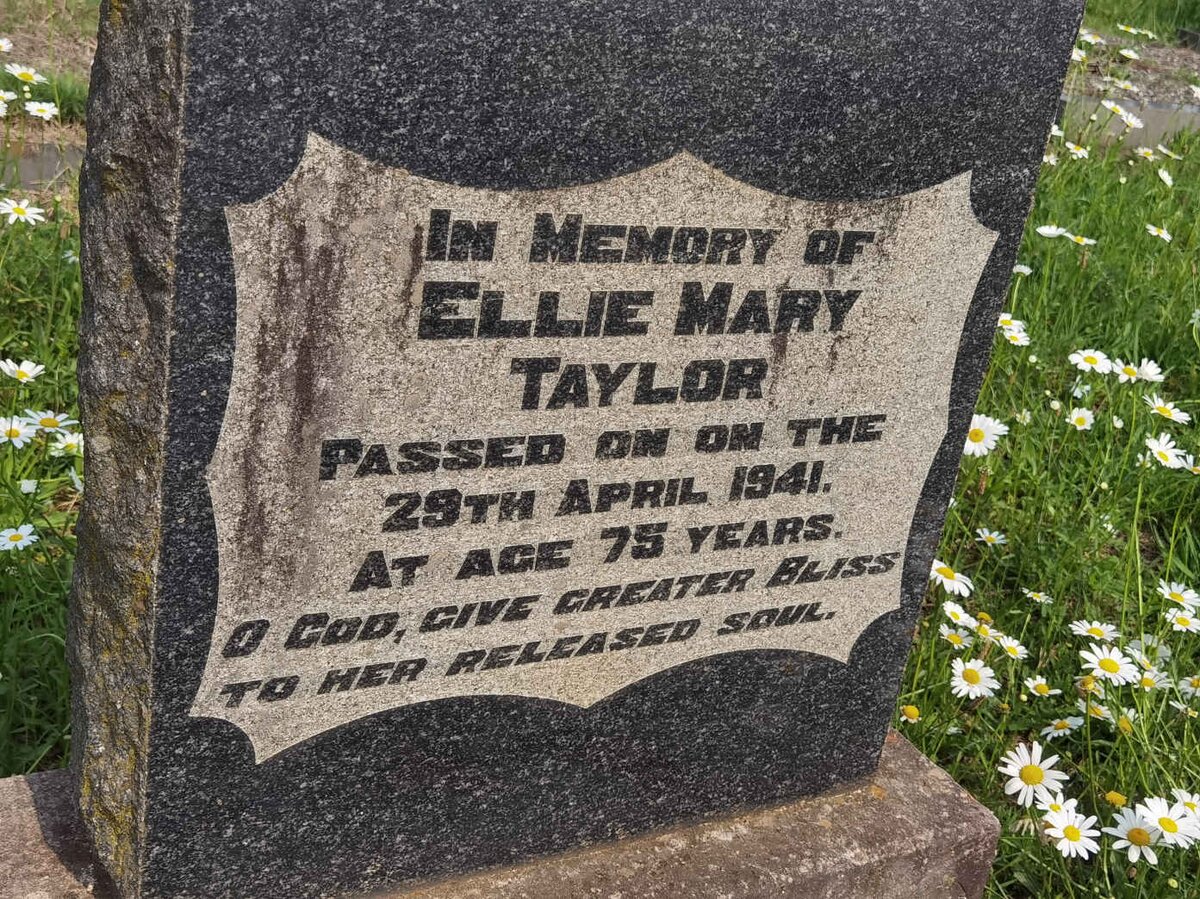 In Memory of
Ellie Mary
Taylor
Passed on on the
29th April 1941.
At age 75 years.
O God, give greater Bliss
to her released soul.